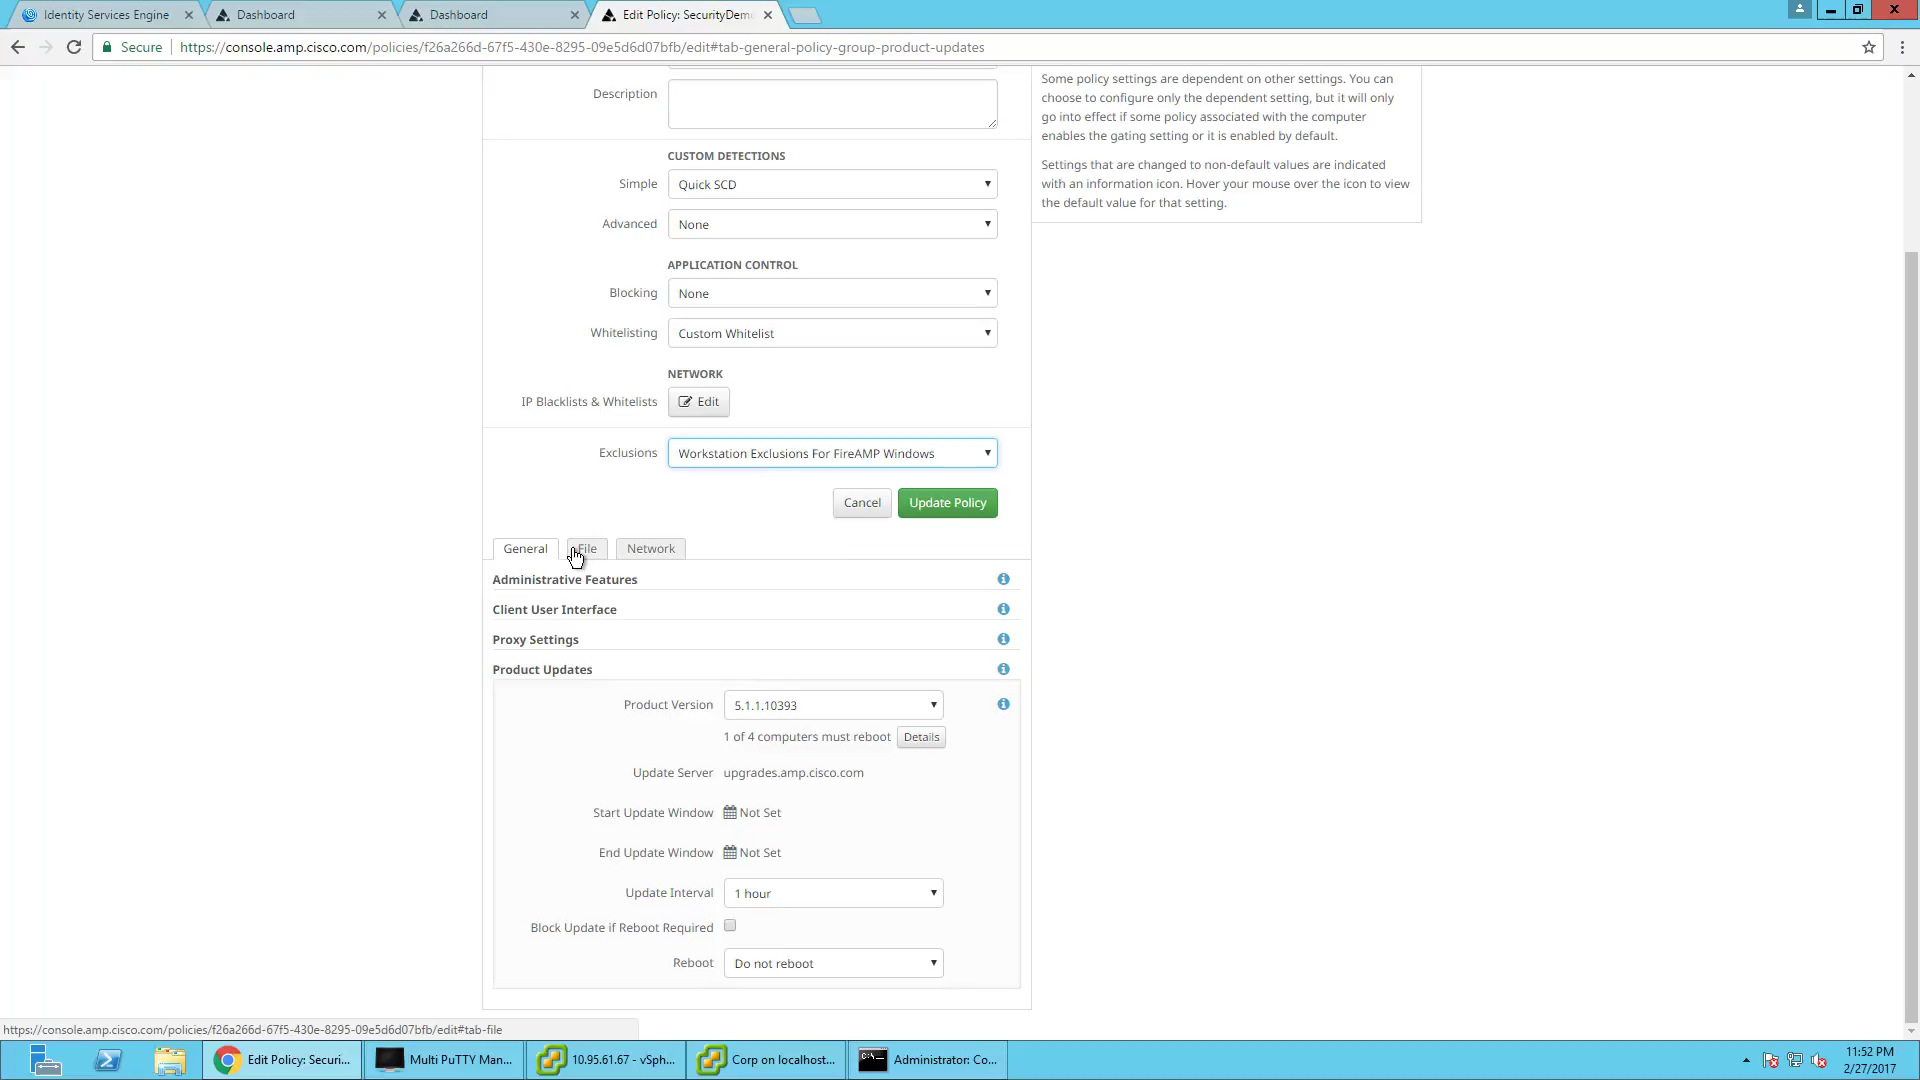 Identity Services Engine
Dashboard
Dashboard
Edit Policy: SecurityDem
Secure
https://console.amp.cisco.com/policies/f26a266d-67f5-430e-8295-09e5d6d07bfb/edit#tab-general-policy-group-product-updates
Some policy settings are dependent on other settings. You can
choose to configure only the dependent setting, but it will only
go into effect if some policy associated with the computer
enables the gating setting or it is enabled by default.
Settings that are changed to non-default values are indicated
with an information icon. Hover your mouse over the icon to view
the default value for that setting.
Description
CUSTOM DETECTIONS
Simple Quick SCD
Advanced None
APPLICATION CONTROL
Blocking None
Whitelisting Custom Whitelist
NETWORK
IP Blacklists & Whitelists Edit
Exclusions Workstation Exclusions For FireAMP Windows
Cancel Update Policy
General File Network
Administrative Features
Client User Interface
Proxy Settings
Product Updates
Product Version 5.1.1.10393
1 of 4 computers must reboot Details
Update Server upgrades.amp.cisco.com
Start Update Window Not Set
End Update Window Not Set
Update Interval 1 hour
Block Update if Reboot Required
Reboot Do not reboot
https://console.amp.cisco.com/policies/f26a266d-67f5-430e-8295-09e5d6d07bfb/edit#tab-file
Edit Policy: Securi...
Multi PuTTY Man...
10.95.61.67 - vSph...
Corp on localhost...
Administrator: Co...
11:52 PM
2/27/2017